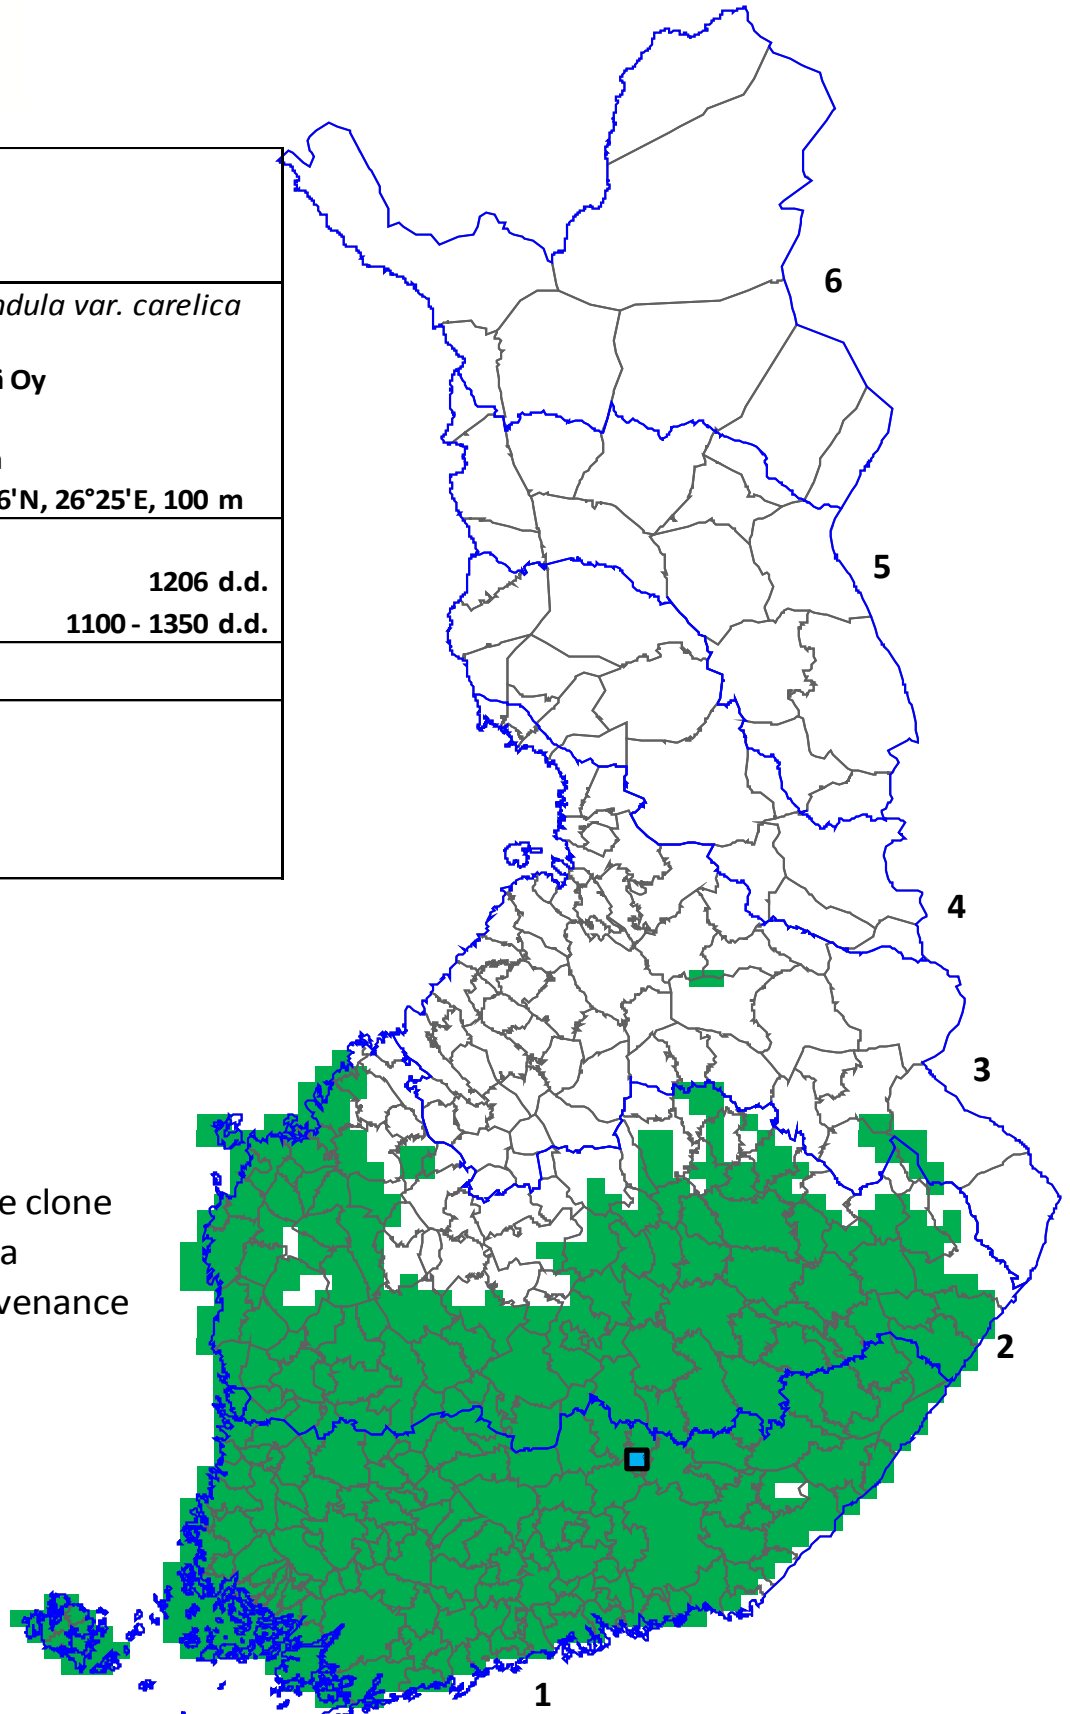 ndula var. carelica
Oy
6'N, 26°25'E, 100 m
1206 d.d.
1100 - 1350 d.d.
6
5
4
3
e clone
a
venance
2
1